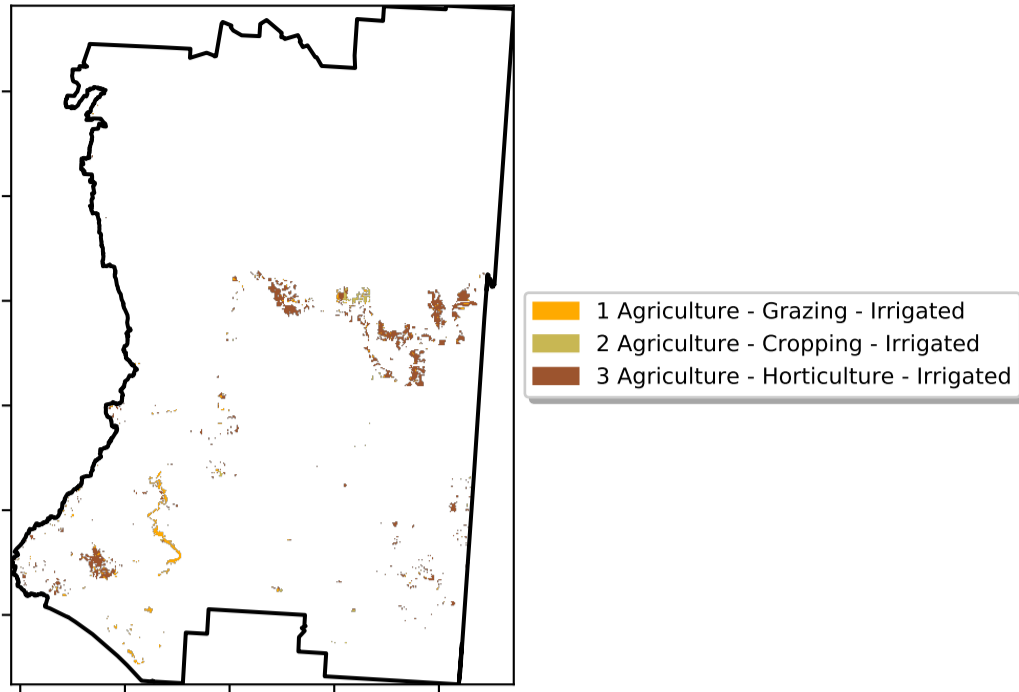 1 Agriculture - Grazing - Irrigated
2 Agriculture - Cropping - Irrigated
3 Agriculture - Horticulture - Irrigated